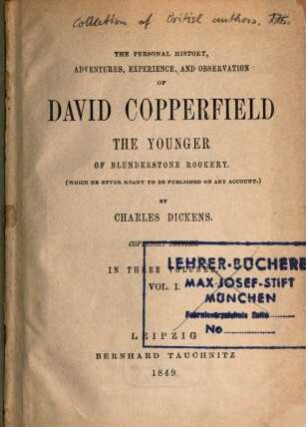 Collection of British authors.
THE PERSONAL HISTORY,
ADVENTURES, EXPERIENCE, AND OBSERVATION
OF
DAVID COPPERFIELD
THE YOUNGER
OF BLUNDERSTONE ROOKERY.
(WHICH HE NEVER MEANT TO BE PUBLISHED ON ANY ACCOUNT.)
BY
CHARLES DICKENS.
COPYRIGHT EDITION.
IN THREE VOLUMES
VOL. I.
LEHRER-BÜCHERE
MAX JOSEF-STIFT
MÜNCHEN
No
LEIPZIG
BERNHARD TAUCHNITZ
1849.